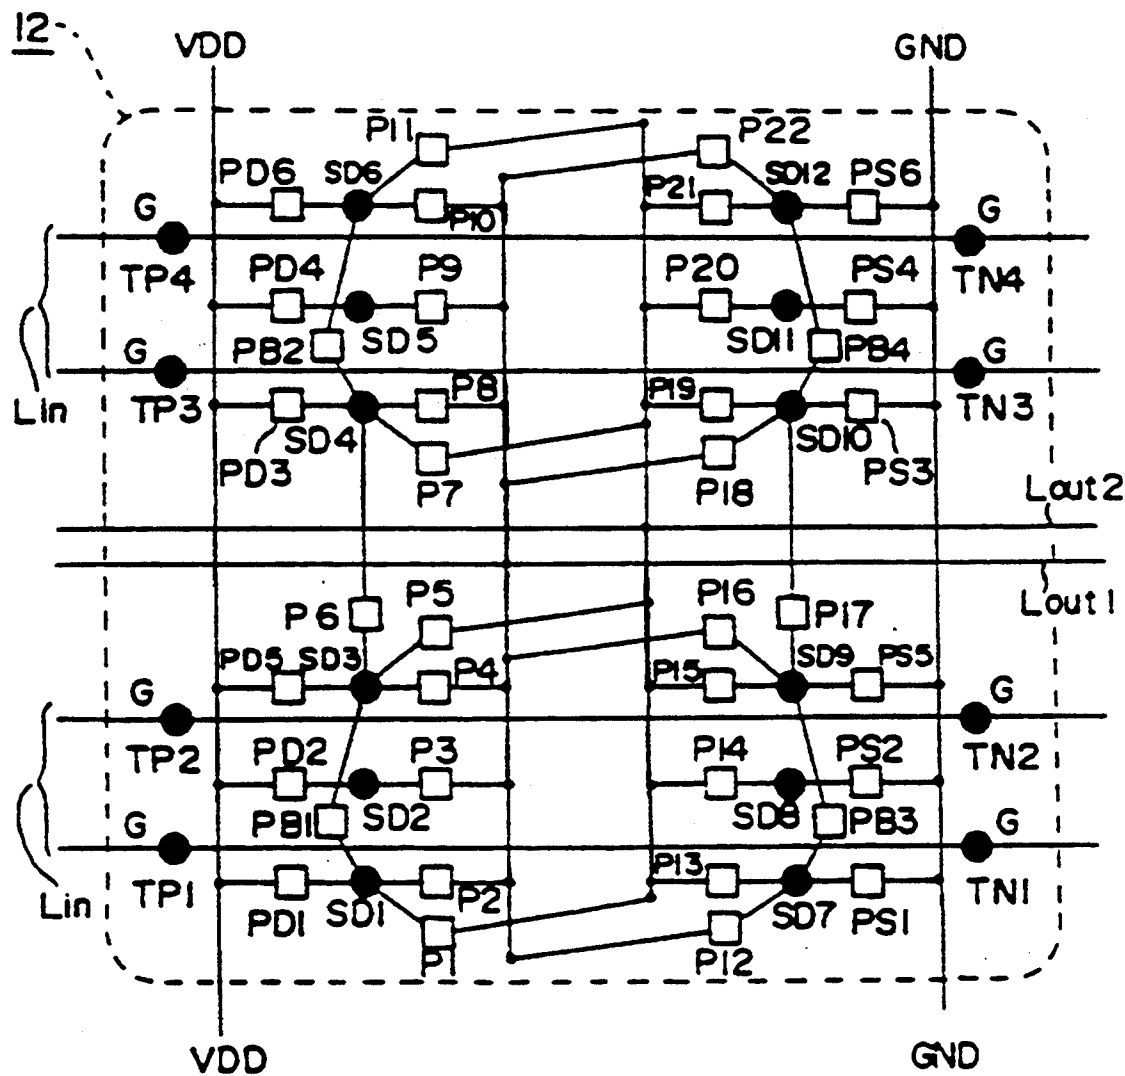 12
VDD GND
P11 P22
PD6 SD6 SD12 PS6
P21
G P10 G
TP4 PD4 P9 P20 PS4 TN4
G PB2 SD5 SD11 PB4 G
Lin TP3 P8 P19 TN3
SD4 SD10
PD3 P7 P18 PS3
Lout2
P5 P16 Lout1
P6 P17
PD5 SD3 P4 P15 SD9 PS5
G G
TP2 PD2 P3 P14 PS2 TN2
G PB1 SD2 SD8 PB3 G
Lin TP1 P2 P13 TN1
PD1 SD1 SD7 PS1
P1 P12
VDD GND